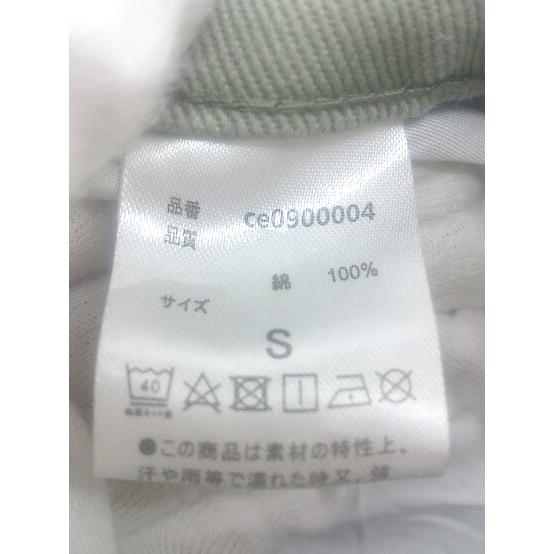 品番 ce0900004
品質
綿 100%
サイズ
S
40
●この商品は素材の特性上、
汗や雨等で濡れた時又、強